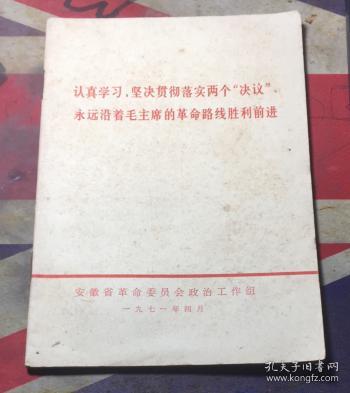 认真学习，坚决贯彻落实两个“决议”、
永远沿着毛主席的革命路线胜利前进
安徽省革命委员会政治工作组
一九七一年四月
孔夫子旧书网
www.kongfz.com